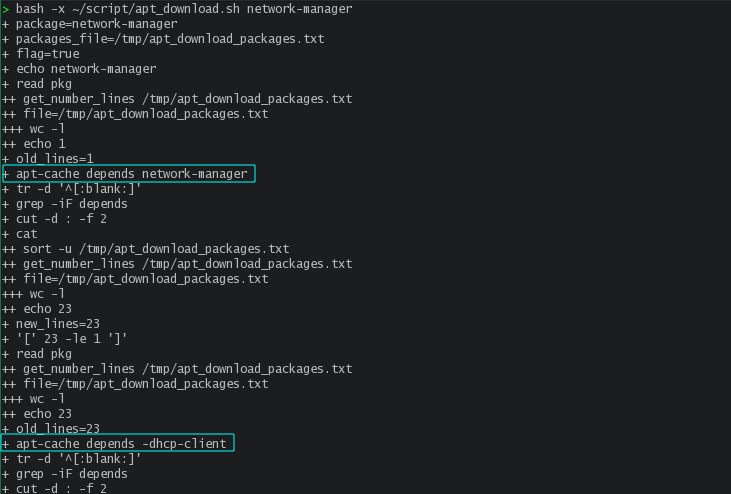 > bash -x ~/script/apt_download.sh network-manager
+ package=network-manager
+ packages_file=/tmp/apt_download_packages.txt
+ flag=true
+ echo network-manager
+ read pkg
++ get_number_lines /tmp/apt_download_packages.txt
++ file=/tmp/apt_download_packages.txt
+++ wc -l
++ echo 1
+ old_lines=1
+ apt-cache depends network-manager
+ tr -d '^[:blank:]'
+ grep -iF depends
+ cut -d : -f 2
+ cat
++ sort -u /tmp/apt_download_packages.txt
++ get_number_lines /tmp/apt_download_packages.txt
++ file=/tmp/apt_download_packages.txt
+++ wc -l
++ echo 23
+ new_lines=23
+ '[' 23 -le 1 ']'
+ read pkg
++ get_number_lines /tmp/apt_download_packages.txt
++ file=/tmp/apt_download_packages.txt
+++ wc -l
++ echo 23
+ old_lines=23
+ apt-cache depends -dhcp-client
+ tr -d '^[:blank:]'
+ grep -iF depends
+ cut -d : -f 2